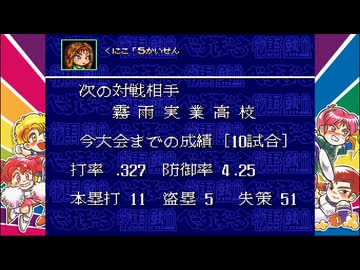 くにこ「5かいせん
次の対戦相手
霧雨実業高校
今大会までの成績 [10試合]
打率 .327 防御率 4.25
本塁打 11 盗塁 5 失策 51